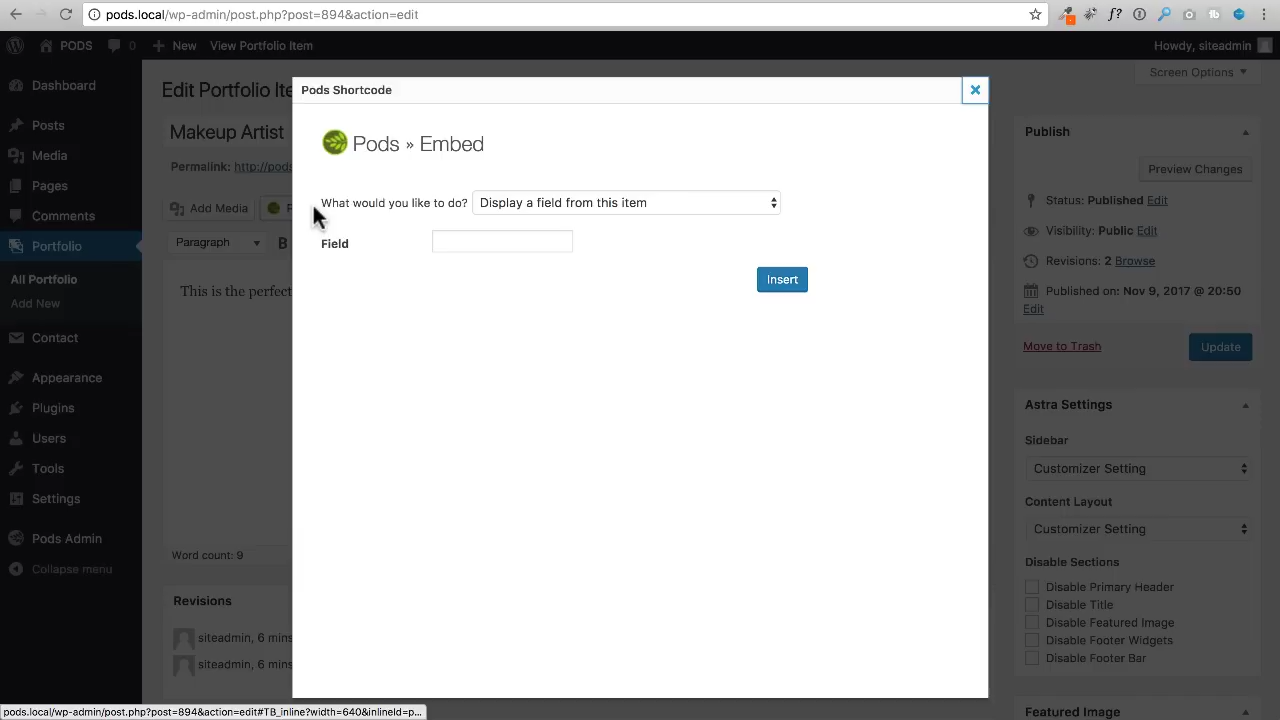 pods.local/wp-admin/post.php?post=894&action=edit
PODS
0
New
View Portfolio Item
Howdy, siteadmin
Dashboard
Posts
Media
Pages
Comments
Portfolio
All Portfolio
Add New
Contact
Appearance
Plugins
Users
Tools
Settings
Pods Admin
Collapse menu
Screen Options
Edit Portfolio Ite
Makeup Artist
Permalink: http://pods
Add Media
Paragraph
B
This is the perfect
Word count: 9
Revisions
siteadmin, 6 mins
siteadmin, 6 mins
Pods Shortcode
Pods » Embed
What would you like to do?
Display a field from this item
Field
Insert
Publish
Preview Changes
Status: Published Edit
Visibility: Public Edit
Revisions: 2 Browse
Published on: Nov 9, 2017 @ 20:50
Edit
Move to Trash
Update
Astra Settings
Sidebar
Customizer Setting
Content Layout
Customizer Setting
Disable Sections
Disable Primary Header
Disable Title
Disable Featured Image
Disable Footer Widgets
Disable Footer Bar
Featured Image
pods.local/wp-admin/post.php?post=894&action=edit#TB_inline?width=640&inlineId=p...